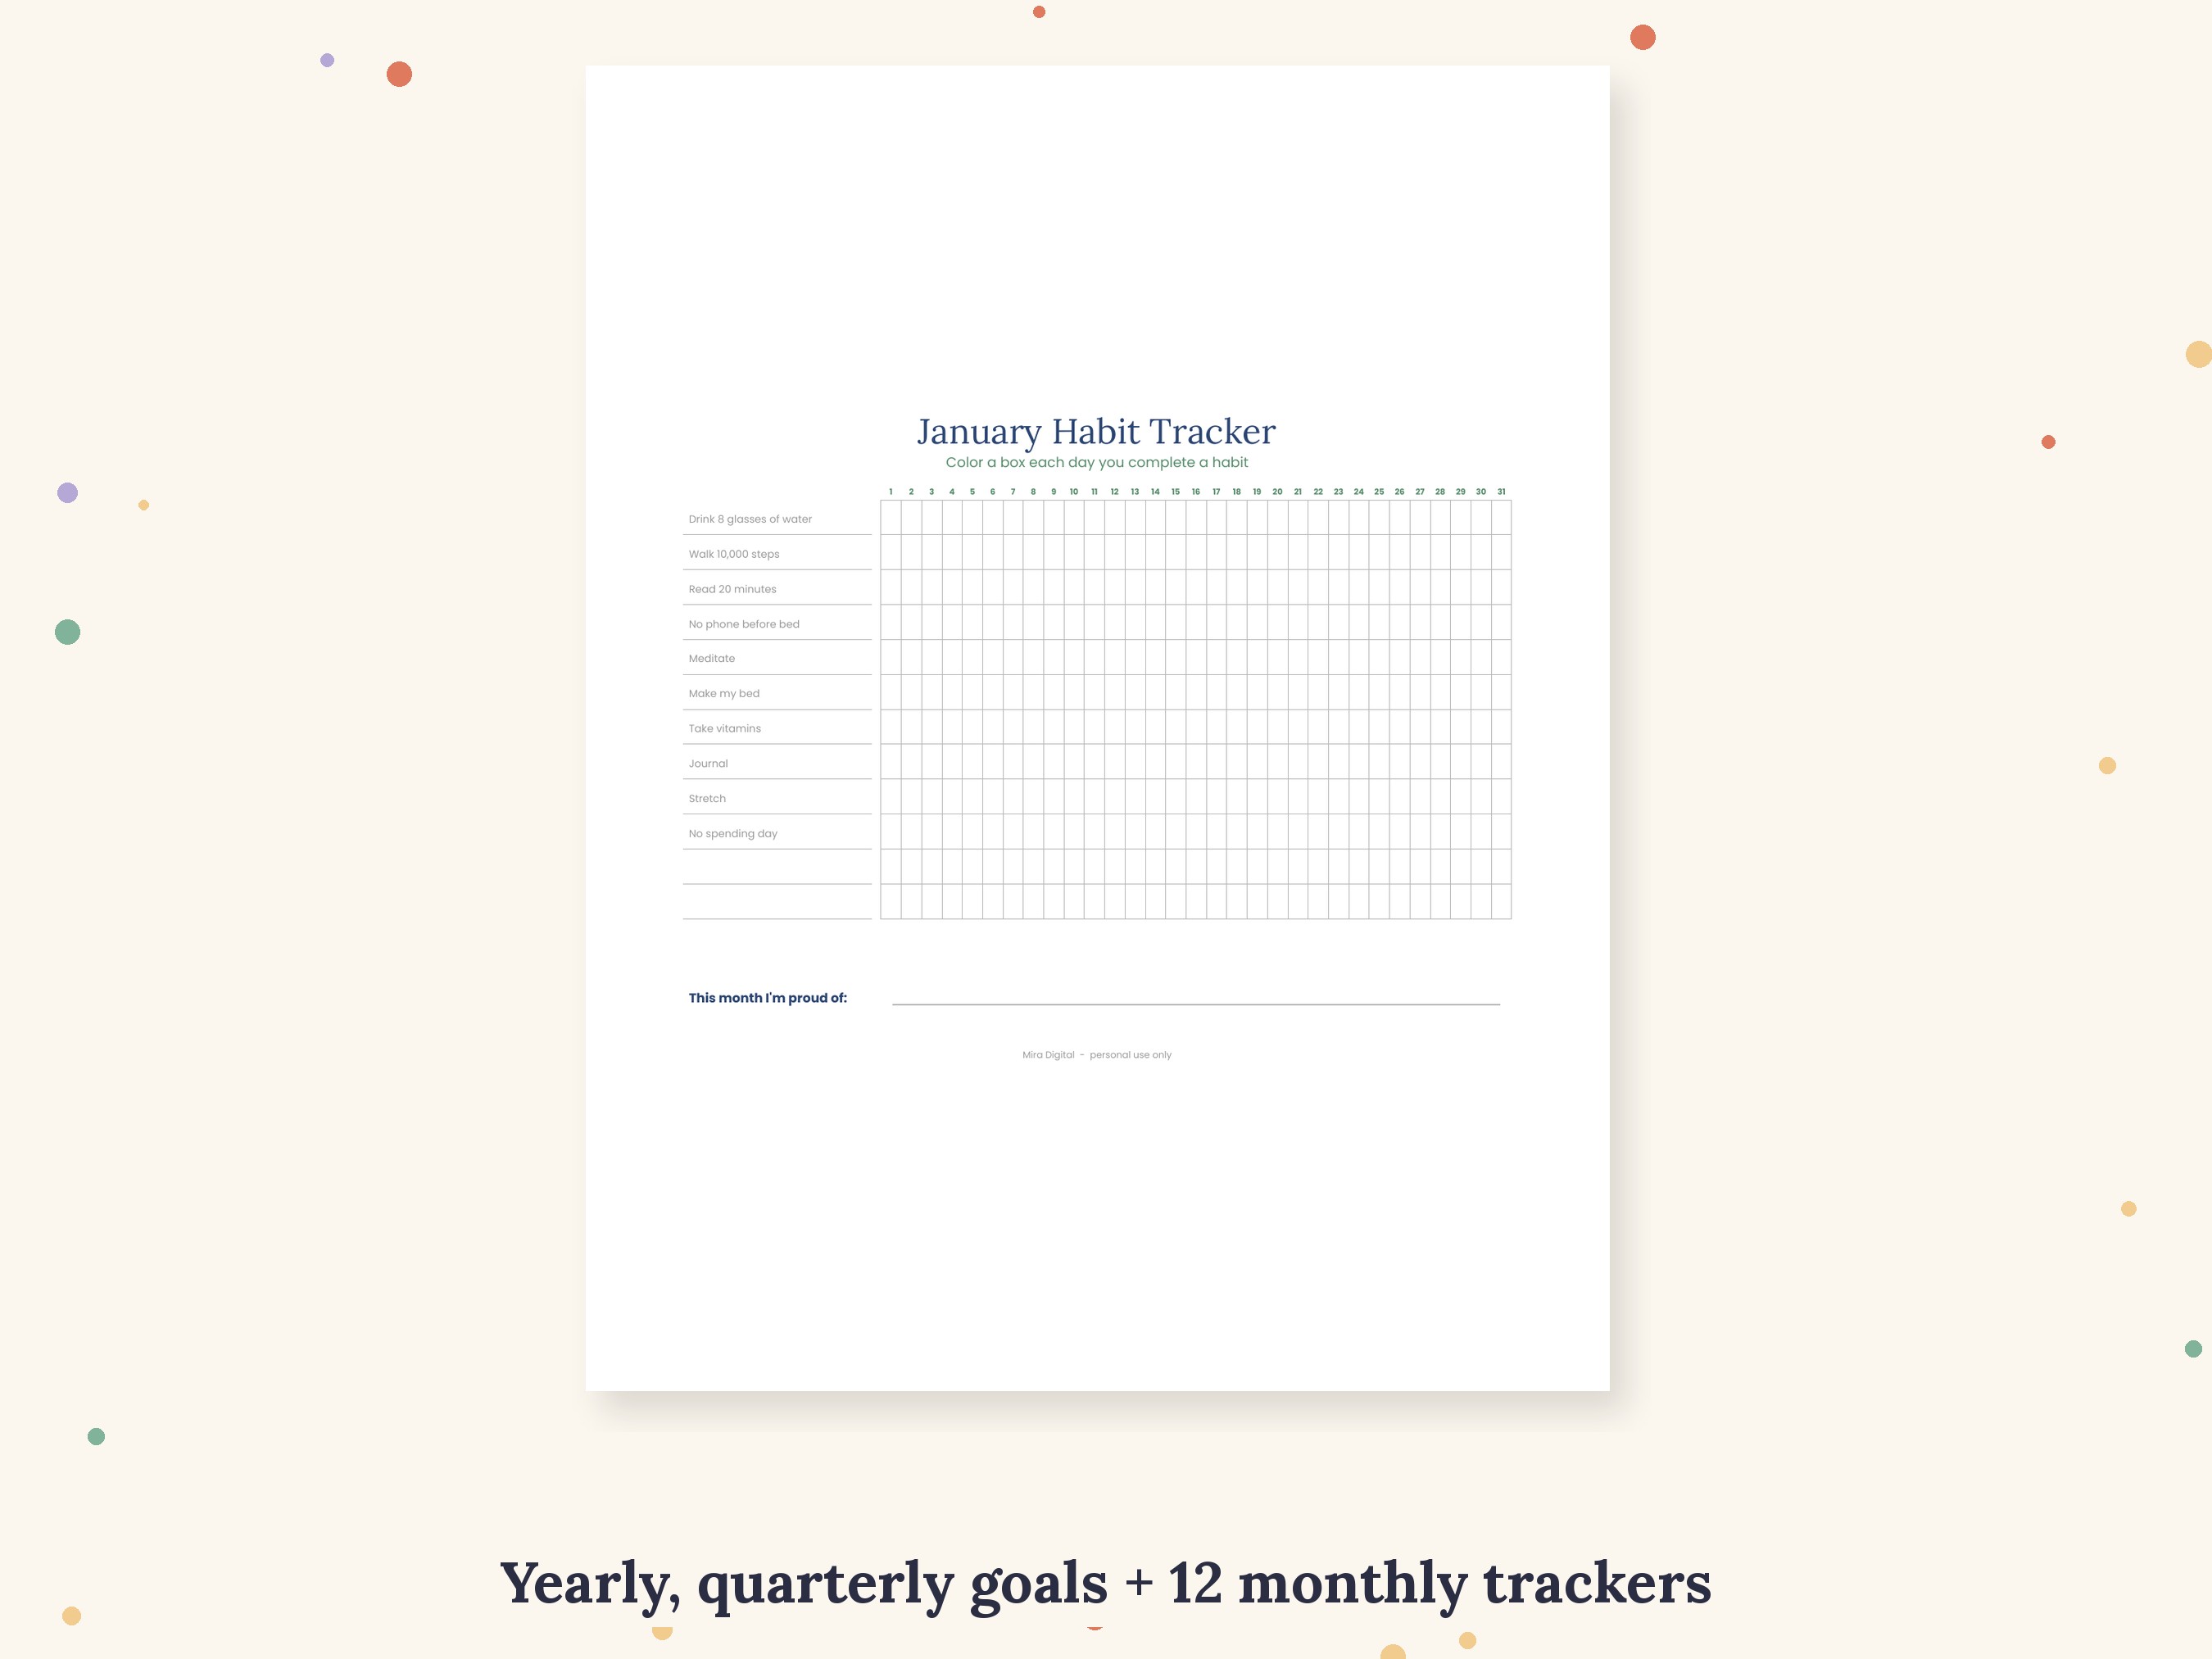 January Habit Tracker
Color a box each day you complete a habit
1 2 3 4 5 6 7 8 9 10 11 12 13 14 15 16 17 18 19 20 21 22 23 24 25 26 27 28 29 30 31
Drink 8 glasses of water
Walk 10,000 steps
Read 20 minutes
No phone before bed
Meditate
Make my bed
Take vitamins
Journal
Stretch
No spending day
This month I'm proud of:
Mira Digital - personal use only
Yearly, quarterly goals + 12 monthly trackers